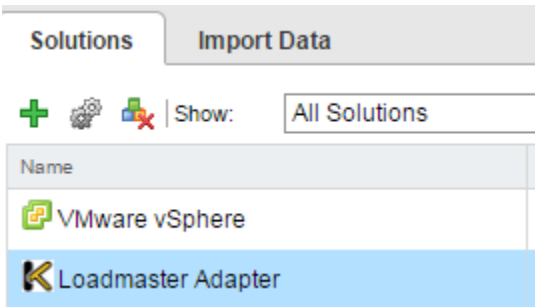 Solutions Import Data
Show: All Solutions
Name
VMware vSphere
Loadmaster Adapter